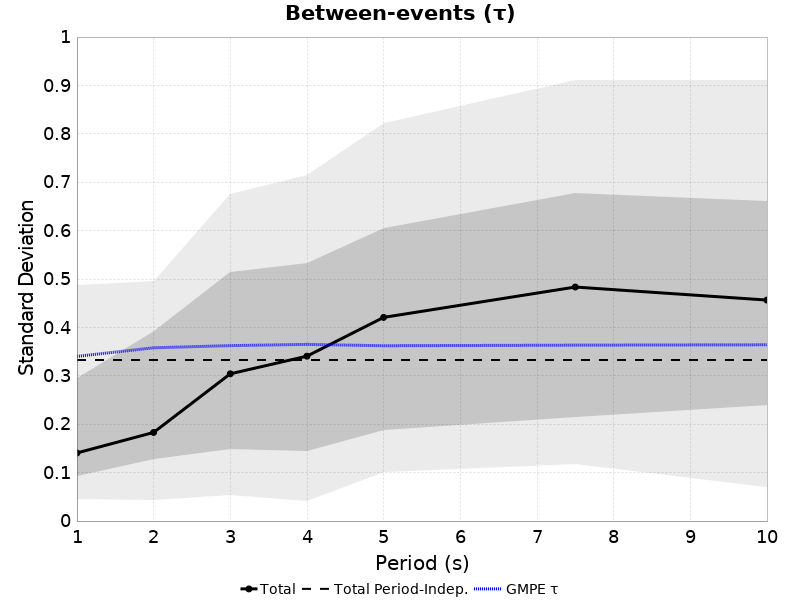 Between-events (τ)
1
0.9
0.8
0.7
0.6
0.5
0.4
0.3
0.2
0.1
0
Standard Deviation
1 2 3 4 5 6 7 8 9 10
Period (s)
Total Total Period-Indep. GMPE τ